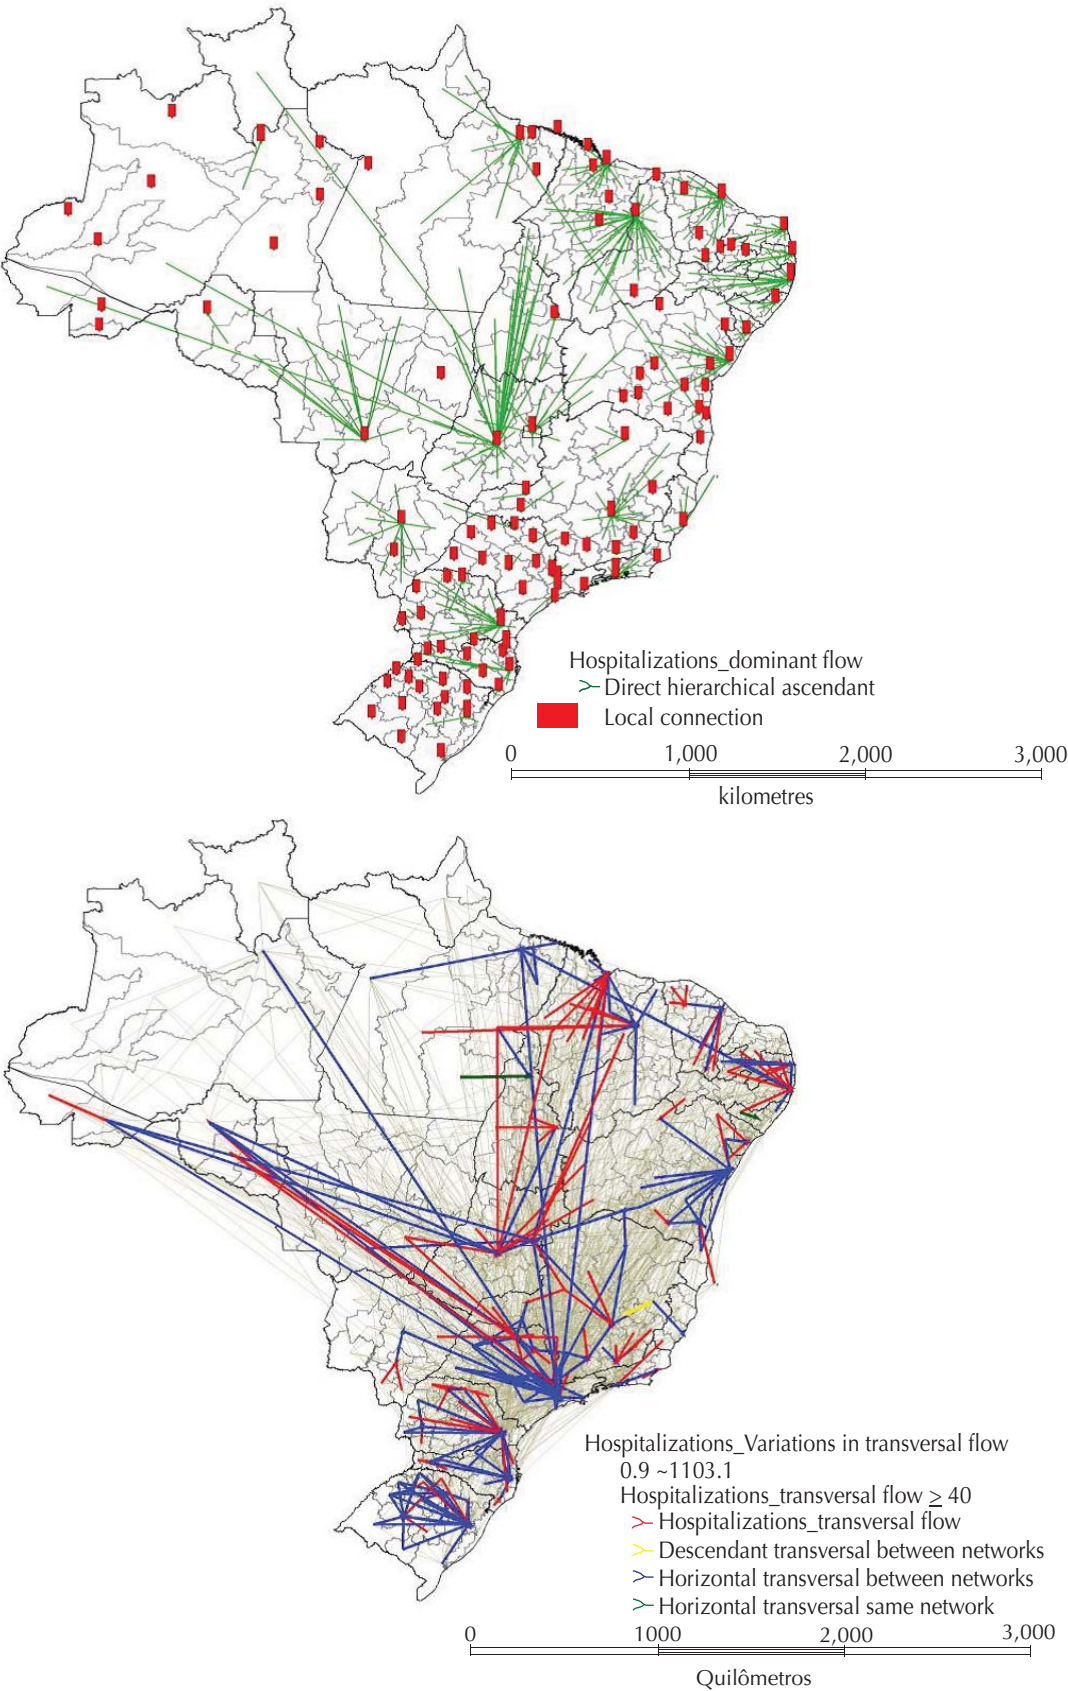 Hospitalizations_dominant flow
Direct hierarchical ascendant
Local connection
0 1,000 2,000 3,000
kilometres
Hospitalizations_Variations in transversal flow
0.9 ~1103.1
Hospitalizations_transversal flow ≥ 40
Hospitalizations_transversal flow
Descendant transversal between networks
Horizontal transversal between networks
Horizontal transversal same network
0 1000 2,000 3,000
Quilômetros